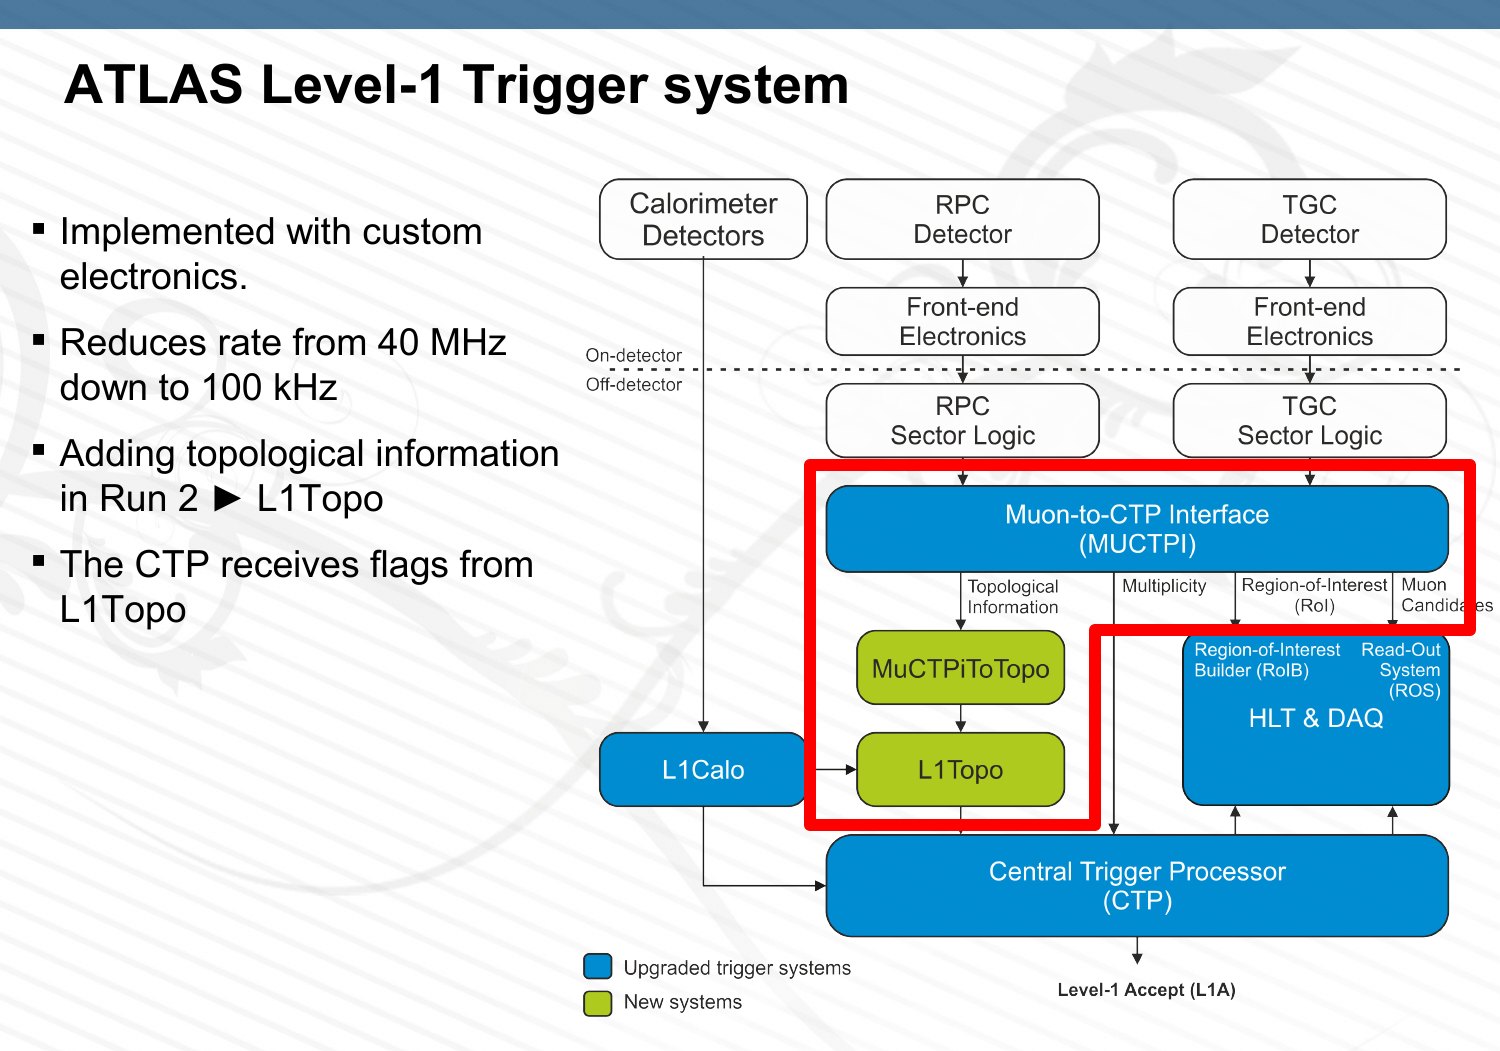 ATLAS Level-1 Trigger system
▪ Implemented with custom
electronics.
▪ Reduces rate from 40 MHz
down to 100 kHz
▪ Adding topological information
in Run 2 ► L1Topo
▪ The CTP receives flags from
L1Topo
Calorimeter
Detectors
RPC
Detector
TGC
Detector
Front-end
Electronics
Front-end
Electronics
On-detector
Off-detector
RPC
Sector Logic
TGC
Sector Logic
Muon-to-CTP Interface
(MUCTPI)
Topological
Information
Multiplicity
Region-of-Interest
(RoI)
Muon
Candidates
MuCTPiToTopo
Region-of-Interest
Builder (RoIB)
Read-Out
System
(ROS)
HLT & DAQ
L1Calo
L1Topo
Central Trigger Processor
(CTP)
Upgraded trigger systems
New systems
Level-1 Accept (L1A)